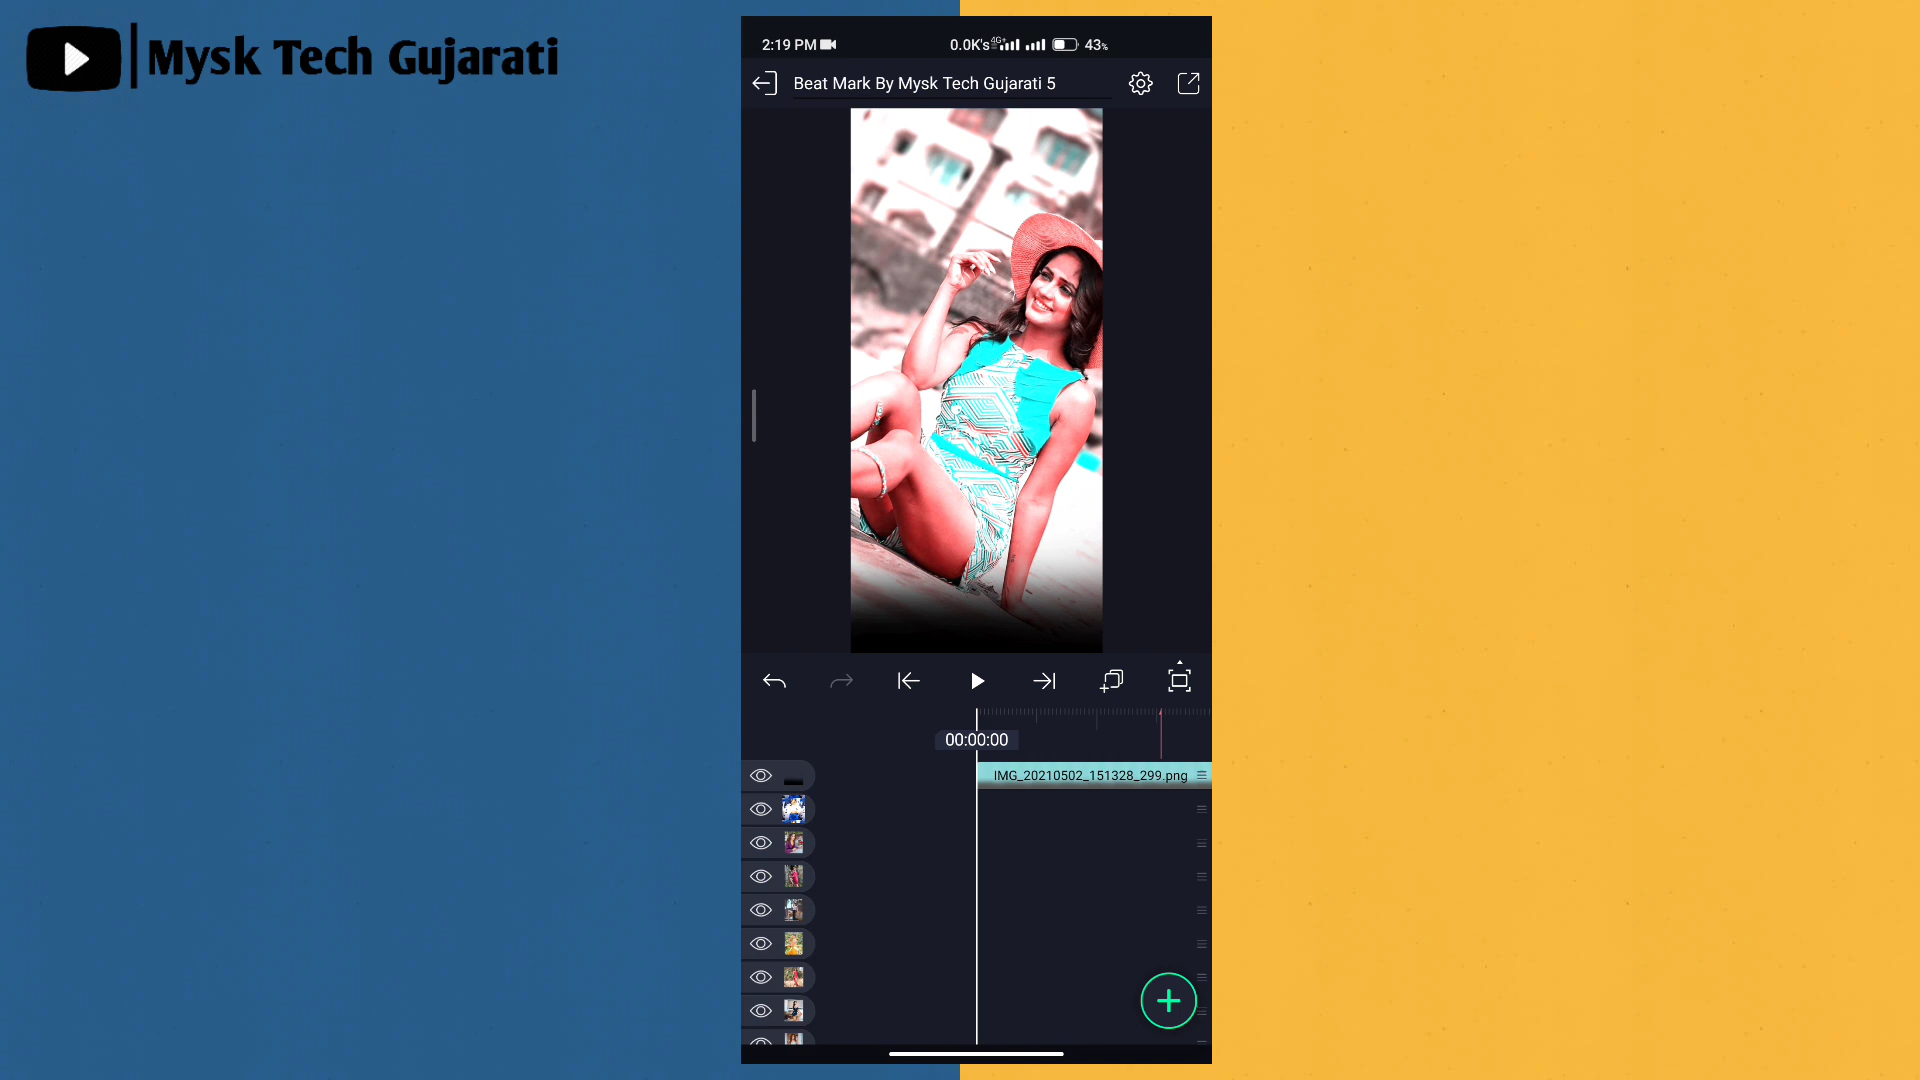 Mysk Tech Gujarati
2:19 PM 0.0K's 4G+ 43%
Beat Mark By Mysk Tech Gujarati 5
00:00:00
IMG_20210502_151328_299.png